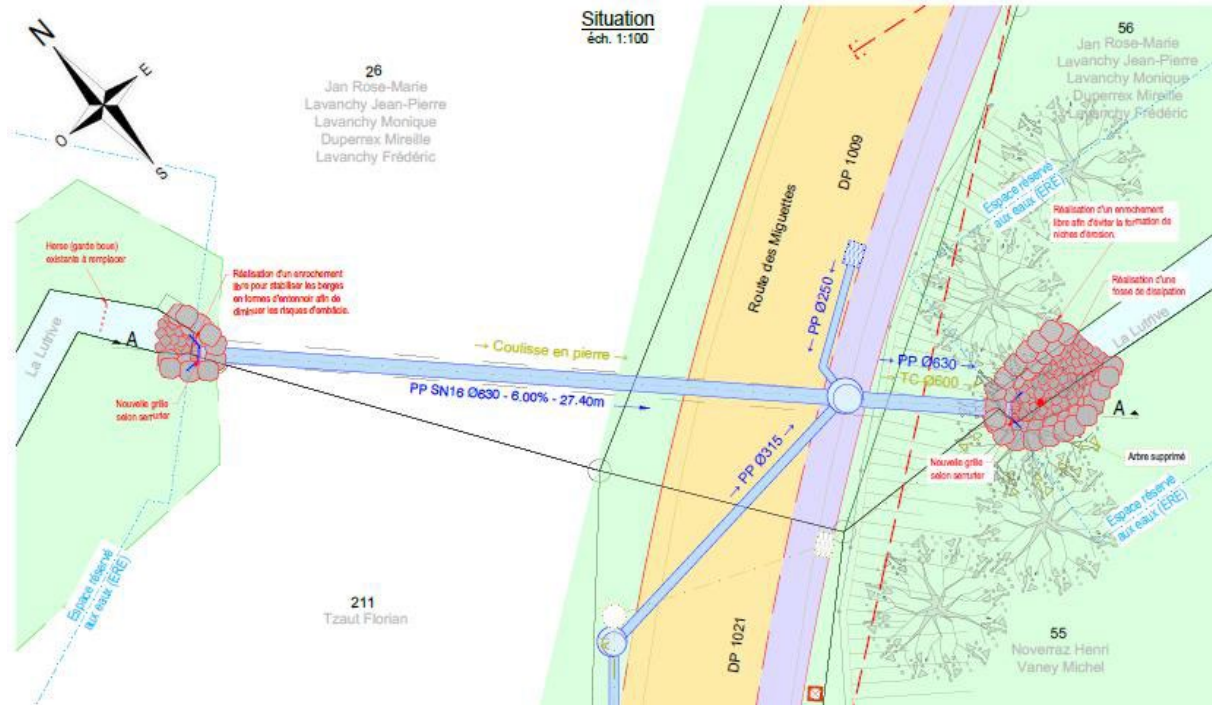 Situation
éch. 1:100
N
E
O
S
26
Jan Rose-Marie
Lavanchy Jean-Pierre
Lavanchy Monique
Duperrex Mireille
Lavanchy Frédéric
56
Jan Rose-Marie
Lavanchy Jean-Pierre
Lavanchy Monique
Duperrex Mireille
Lavanchy Frédéric
Espace réservé
aux eaux (ERE)
Réalisation d'un enrochement
libre afin d'éviter la formation de
niches d'érosion.
Réalisation d'une
fosse de dissipation
La Lutrive
Herse (garde boue)
existante à remplacer
Réalisation d'un enrochement
libre pour stabiliser les berges
en formes d'entonnoir afin de
diminuer les risques d'embâcle.
La Lutrive
A
Nouvelle grille
selon serrurier
→ Coulisse en pierre →
PP SN16 Ø630 - 6.00% - 27.40m
Route des Miguettes
DP 1009
← PP Ø250 ←
→ PP Ø630 →
→ TC Ø600 →
→ PP Ø315 →
A
Nouvelle grille
selon serrurier
Arbre supprimé
Espace réservé
aux eaux (ERE)
Espace réservé
aux eaux (ERE)
211
Tzaut Florian
DP 1021
55
Noverraz Henri
Vaney Michel